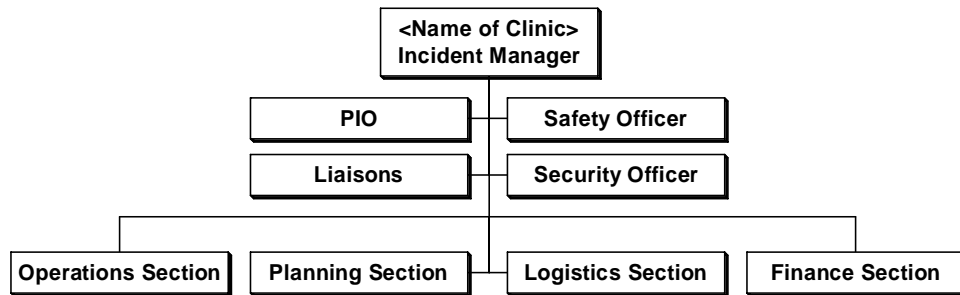 <Name of Clinic>
Incident Manager
PIO
Safety Officer
Liaisons
Security Officer
Operations Section
Planning Section
Logistics Section
Finance Section